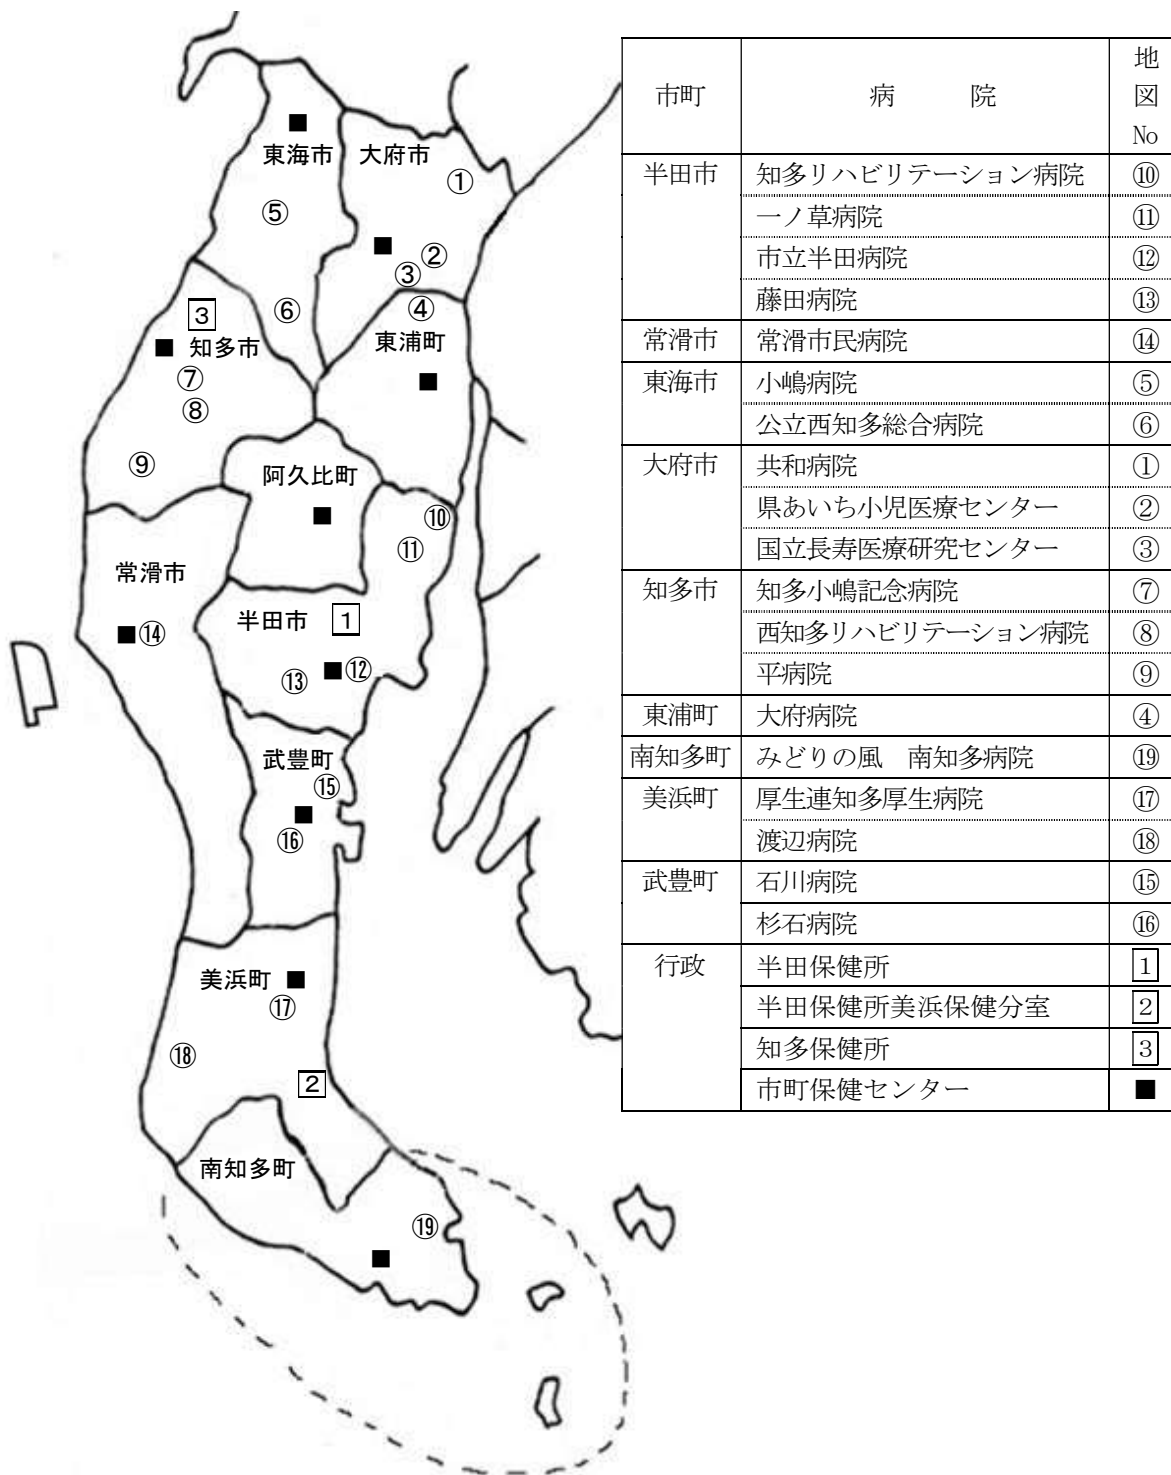 東海市
大府市
①
⑤
■
②
③
⑥
④
3
■ 知多市
東浦町
⑦
■
⑧
⑨
阿久比町
■
⑩
⑪
常滑市
半田市 1
■ ⑭
■ ⑫
⑬
武豊町
⑮
■
⑯
美浜町 ■
⑰
⑱
2
南知多町
⑲
■
市町 病 院 地図No
半田市 知多リハビリテーション病院 ⑩
一ノ草病院 ⑪
市立半田病院 ⑫
藤田病院 ⑬
常滑市 常滑市民病院 ⑭
東海市 小嶋病院 ⑤
公立西知多総合病院 ⑥
大府市 共和病院 ①
県あいち小児医療センター ②
国立長寿医療研究センター ③
知多市 知多小嶋記念病院 ⑦
西知多リハビリテーション病院 ⑧
平病院 ⑨
東浦町 大府病院 ④
南知多町 みどりの風 南知多病院 ⑲
美浜町 厚生連知多厚生病院 ⑰
渡辺病院 ⑱
武豊町 石川病院 ⑮
杉石病院 ⑯
行政 半田保健所 1
半田保健所美浜保健分室 2
知多保健所 3
市町保健センター ■